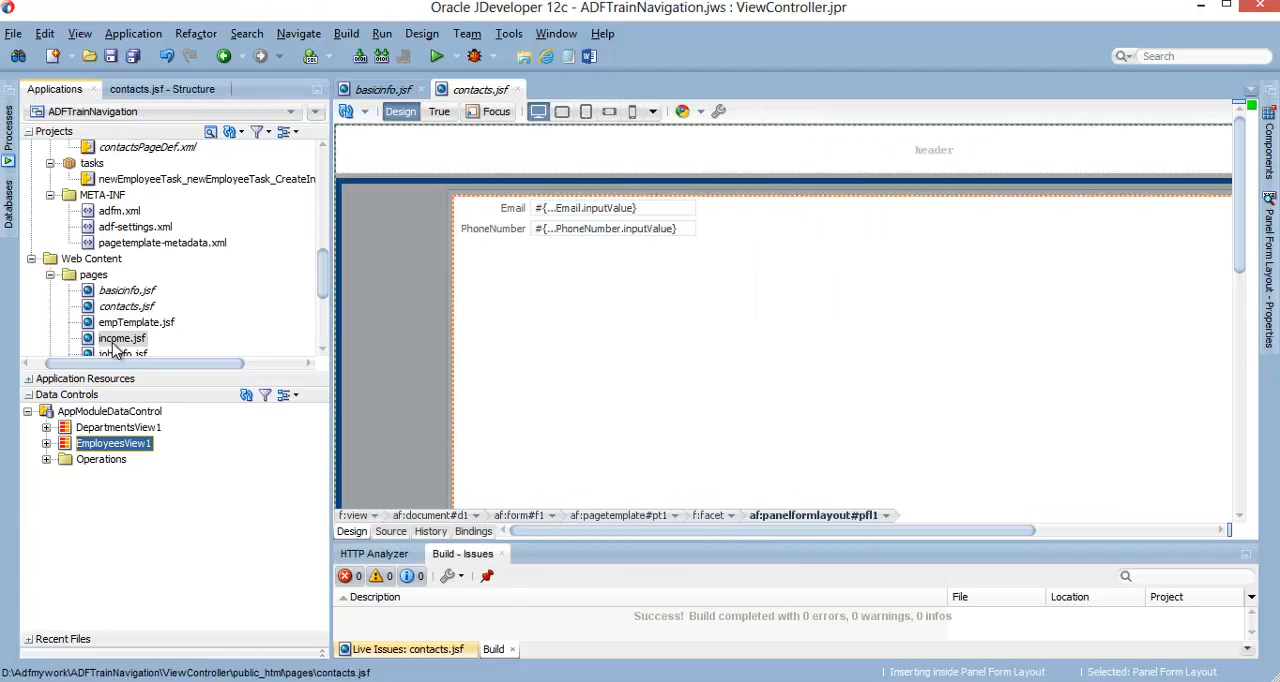 Oracle JDeveloper 12c - ADFTrainNavigation.jws : ViewController.jpr
File Edit View Application Refactor Search Navigate Build Run Design Team Tools Window Help
Search
Applications
contacts.jsf - Structure
basicinfo.jsf
contacts.jsf
ADFTrainNavigation
Design
True
Focus
Projects
contactsPageDef.xml
tasks
newEmployeeTask_newEmployeeTask_CreateIn
META-INF
adfm.xml
adf-settings.xml
pagetemplate-metadata.xml
Web Content
pages
basicinfo.jsf
contacts.jsf
empTemplate.jsf
income.jsf
jobinfo.jsf
Application Resources
Data Controls
AppModuleDataControl
DepartmentsView1
EmployeesView1
Operations
Recent Files
Processes
Databases
header
Email #{...Email.inputValue}
PhoneNumber #{...PhoneNumber.inputValue}
f:view af:document#d1 af:form#f1 af:pagetemplate#pt1 f:facet af:panelformlayout#pfl1
Design Source History Bindings
HTTP Analyzer
Build - Issues
0 0 0
Description File Location Project
Success! Build completed with 0 errors, 0 warnings, 0 infos
Live Issues: contacts.jsf
Build
Components
Panel Form Layout - Properties
D:\Adfmywork\ADFTrainNavigation\ViewController\public_html\pages\contacts.jsf
Inserting inside Panel Form Layout
Selected: Panel Form Layout